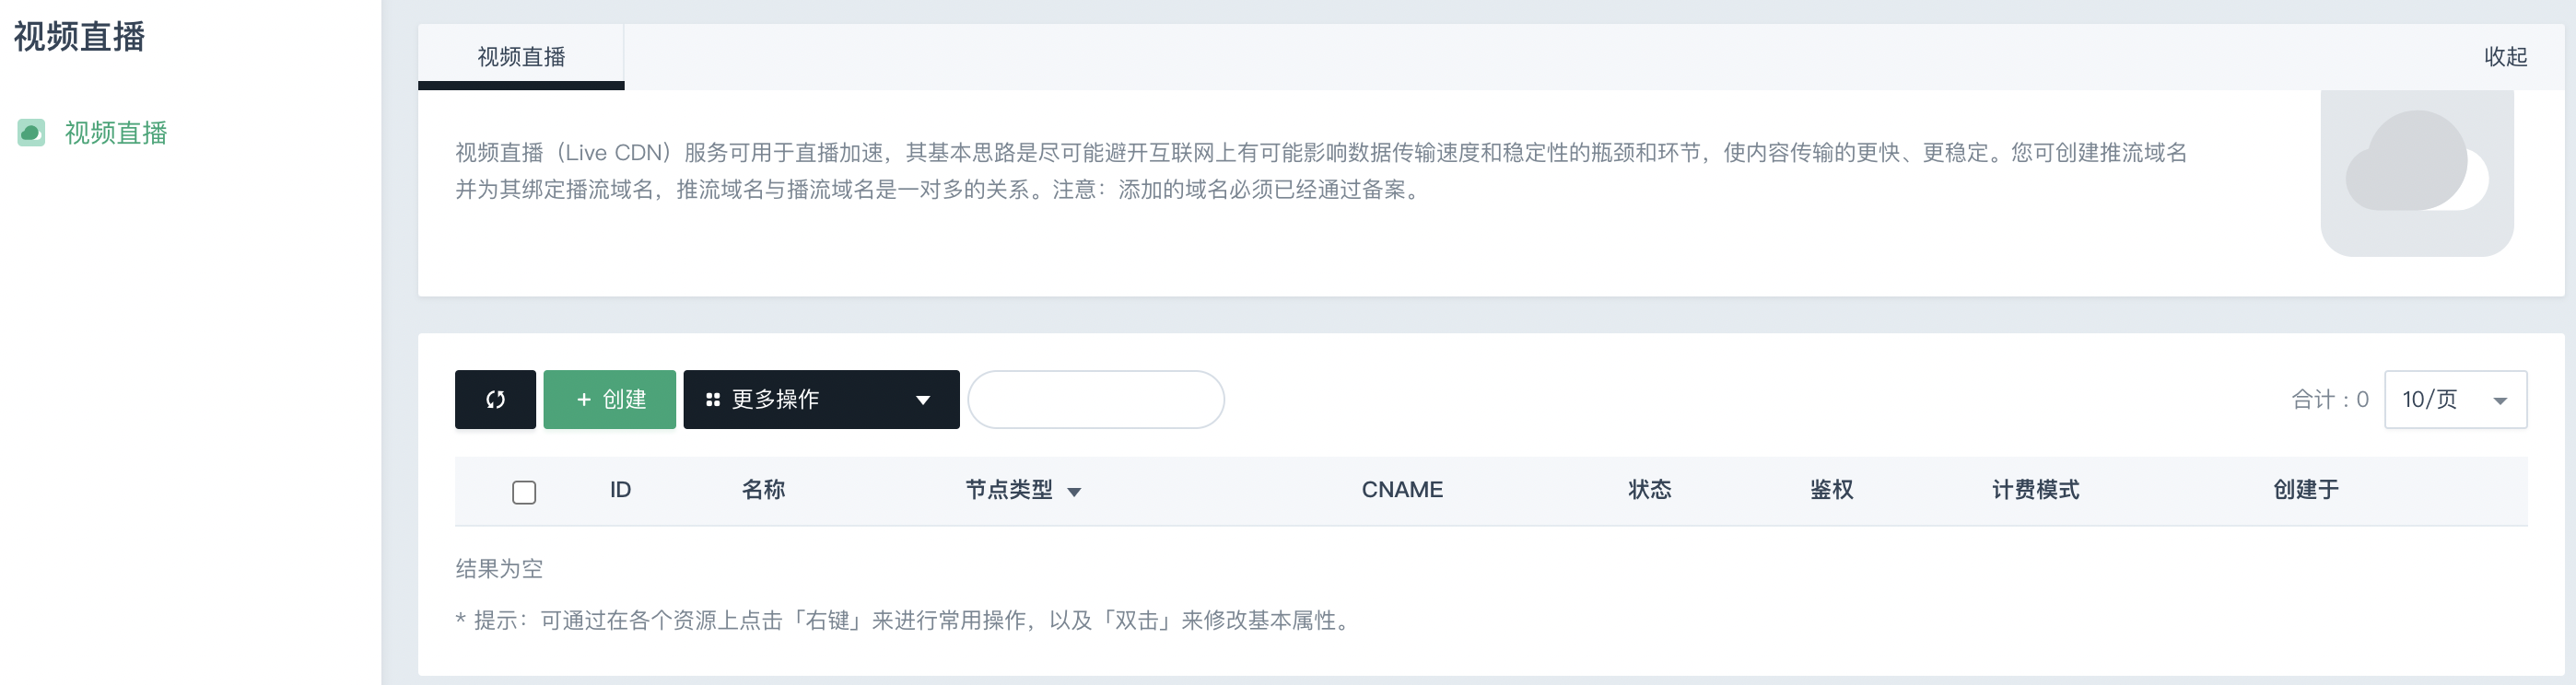 视频直播
视频直播
视频直播
收起
视频直播（Live CDN）服务可用于直播加速，其基本思路是尽可能避开互联网上有可能影响数据传输速度和稳定性的瓶颈和环节，使内容传输的更快、更稳定。您可创建推流域名
并为其绑定播流域名，推流域名与播流域名是一对多的关系。注意：添加的域名必须已经通过备案。
+ 创建 更多操作 合计：0 10/页
ID 名称 节点类型 CNAME 状态 鉴权 计费模式 创建于
结果为空
* 提示：可通过在各个资源上点击「右键」来进行常用操作，以及「双击」来修改基本属性。